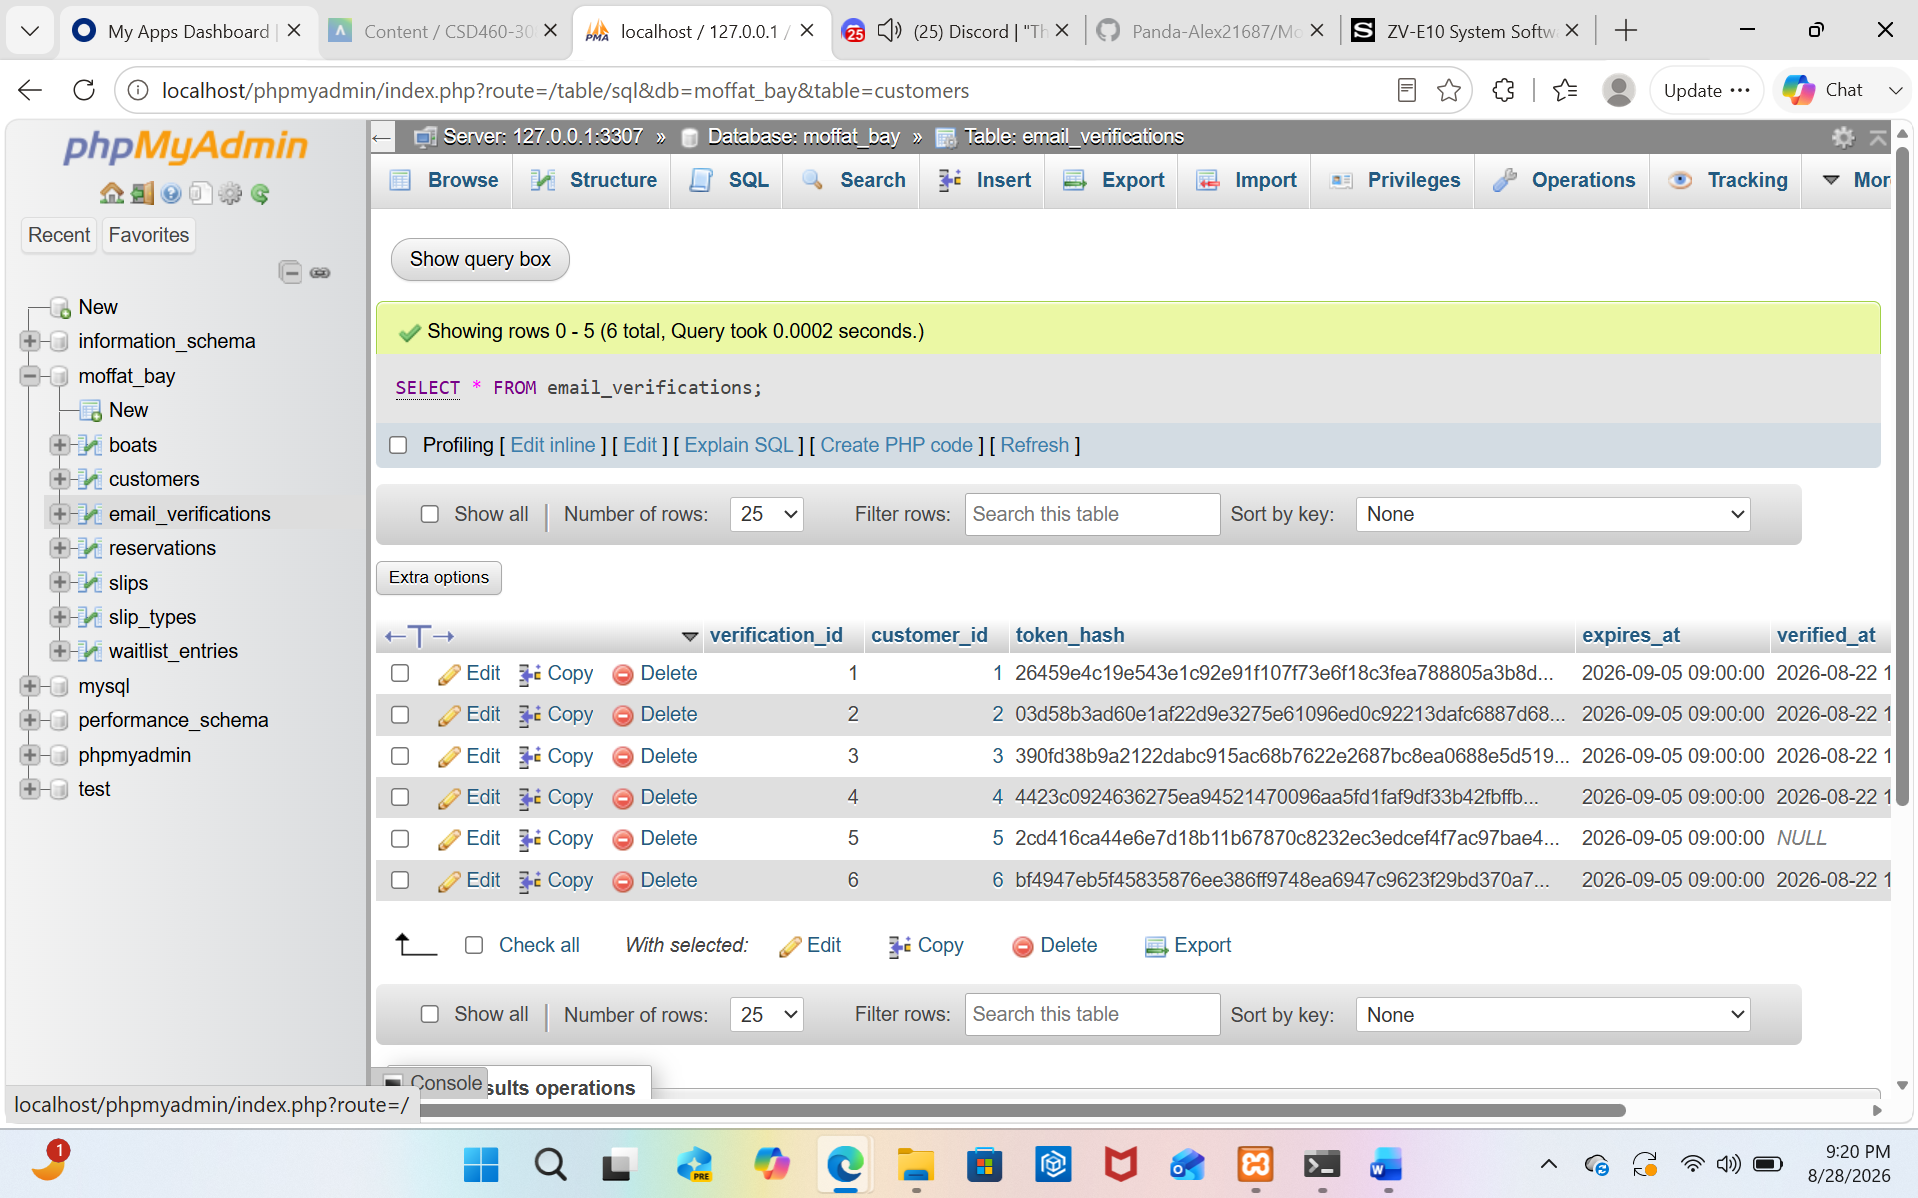 My Apps Dashboard
Content / CSD460-30
localhost / 127.0.0.1 /
25
(25) Discord | "Th
Panda-Alex21687/Mo
S
ZV-E10 System Softw
localhost/phpmyadmin/index.php?route=/table/sql&db=moffat_bay&table=customers
Update
Chat
phpMyAdmin
Recent
Favorites
New
information_schema
moffat_bay
New
boats
customers
email_verifications
reservations
slips
slip_types
waitlist_entries
mysql
performance_schema
phpmyadmin
test
Server: 127.0.0.1:3307 » Database: moffat_bay » Table: email_verifications
Browse
Structure
SQL
Search
Insert
Export
Import
Privileges
Operations
Tracking
Mor
Show query box
Showing rows 0 - 5 (6 total, Query took 0.0002 seconds.)
SELECT * FROM email_verifications;
Profiling [ Edit inline ] [ Edit ] [ Explain SQL ] [ Create PHP code ] [ Refresh ]
Show all | Number of rows: 25 Filter rows: Search this table Sort by key: None
Extra options
verification_id customer_id token_hash expires_at verified_at
Edit Copy Delete 1 1 26459e4c19e543e1c92e91f107f73e6f18c3fea788805a3b8d... 2026-09-05 09:00:00 2026-08-22 1
Edit Copy Delete 2 2 03d58b3ad60e1af22d9e3275e61096ed0c92213dafc6887d68... 2026-09-05 09:00:00 2026-08-22 1
Edit Copy Delete 3 3 390fd38b9a2122dabc915ac68b7622e2687bc8ea0688e5d519... 2026-09-05 09:00:00 2026-08-22 1
Edit Copy Delete 4 4 4423c0924636275ea94521470096aa5fd1faf9df33b42fbffb... 2026-09-05 09:00:00 2026-08-22 1
Edit Copy Delete 5 5 2cd416ca44e6e7d18b11b67870c8232ec3edcef4f7ac97bae4... 2026-09-05 09:00:00 NULL
Edit Copy Delete 6 6 bf4947eb5f45835876ee386ff9748ea6947c9623f29bd370a7... 2026-09-05 09:00:00 2026-08-22 1
Check all With selected: Edit Copy Delete Export
Show all | Number of rows: 25 Filter rows: Search this table Sort by key: None
Console
sults operations
localhost/phpmyadmin/index.php?route=/
1
PRE
9:20 PM
8/28/2026